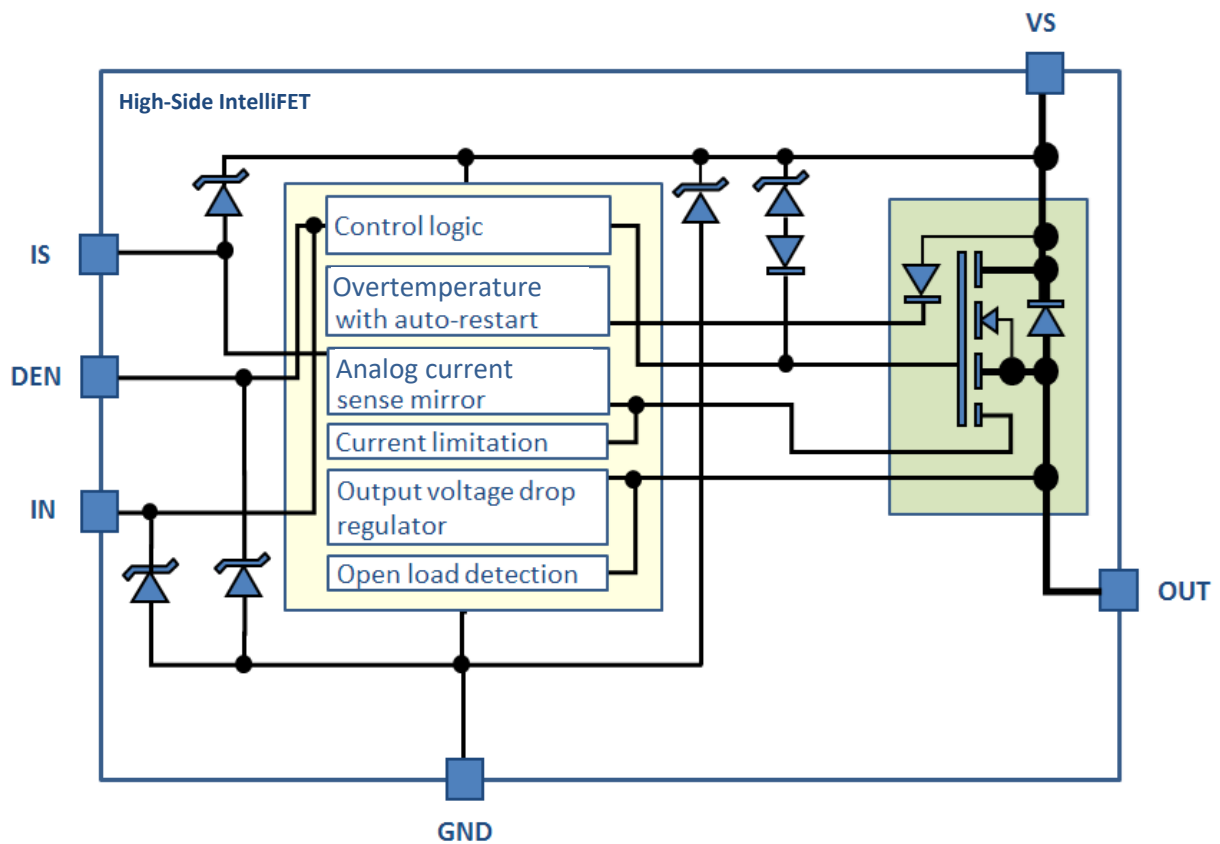 VS
High-Side IntelliFET
IS
DEN
IN
Control logic
Overtemperature
with auto-restart
Analog current
sense mirror
Current limitation
Output voltage drop
regulator
Open load detection
OUT
GND